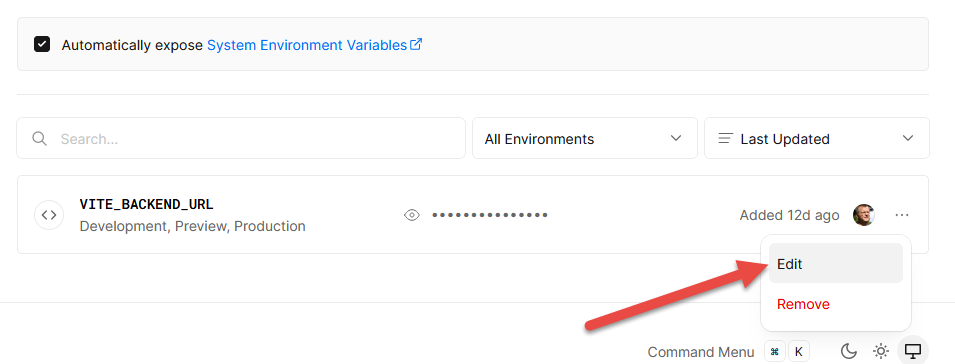 Automatically expose System Environment Variables
Search...
All Environments
Last Updated
VITE_BACKEND_URL
Development, Preview, Production
•••••••••••••••
Added 12d ago
Edit
Remove
Command Menu ⌘ K